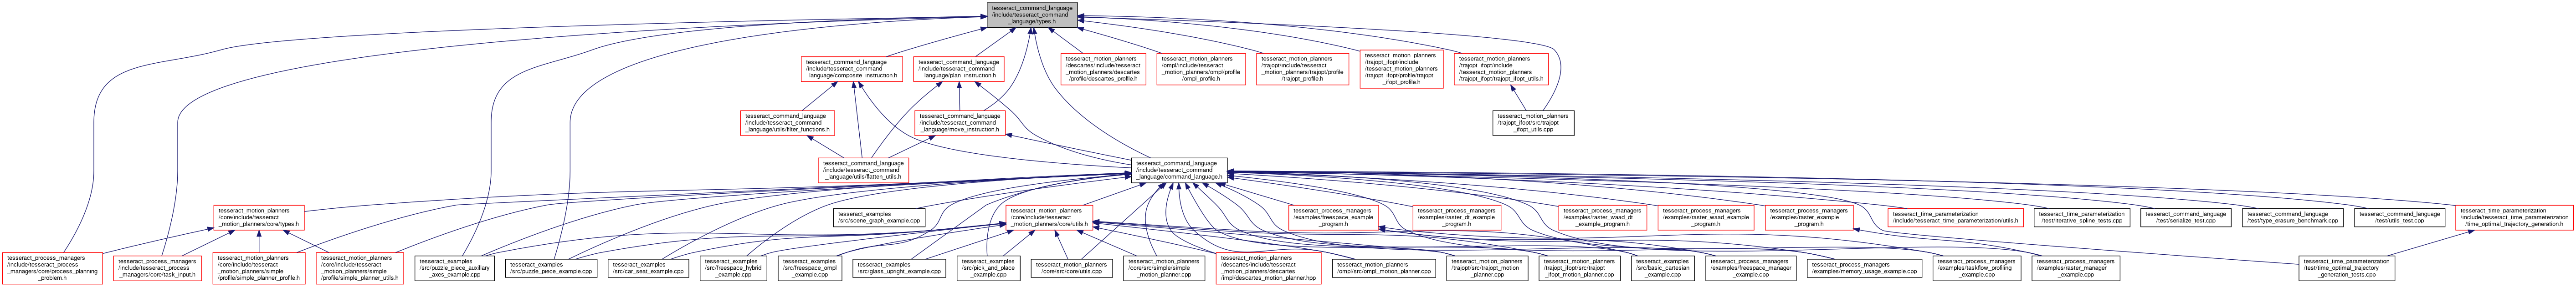 tesseract_command_language
/include/tesseract_command
_language/types.h
tesseract_command_language
/include/tesseract_command
_language/composite_instruction.h
tesseract_command_language
/include/tesseract_command
_language/plan_instruction.h
tesseract_motion_planners
/descartes/include/tesseract
_motion_planners/descartes
/profile/descartes_profile.h
tesseract_motion_planners
/ompl/include/tesseract
_motion_planners/ompl/profile
/ompl_profile.h
tesseract_motion_planners
/trajopt/include/tesseract
_motion_planners/trajopt/profile
/trajopt_profile.h
tesseract_motion_planners
/trajopt_ifopt/include
/tesseract_motion_planners
/trajopt_ifopt/profile/trajopt
_ifopt_profile.h
tesseract_motion_planners
/trajopt_ifopt/include
/tesseract_motion_planners
/trajopt_ifopt/trajopt_ifopt_utils.h
tesseract_command_language
/include/tesseract_command
_language/utils/filter_functions.h
tesseract_command_language
/include/tesseract_command
_language/move_instruction.h
tesseract_motion_planners
/trajopt_ifopt/src/trajopt
_ifopt_utils.cpp
tesseract_command_language
/include/tesseract_command
_language/utils/flatten_utils.h
tesseract_command_language
/include/tesseract_command
_language/command_language.h
tesseract_motion_planners
/core/include/tesseract
_motion_planners/core/types.h
tesseract_examples
/src/scene_graph_example.cpp
tesseract_motion_planners
/core/include/tesseract
_motion_planners/core/utils.h
tesseract_process_managers
/examples/freespace_example
_program.h
tesseract_process_managers
/examples/raster_dt_example
_program.h
tesseract_process_managers
/examples/raster_waad_dt
_example_program.h
tesseract_process_managers
/examples/raster_waad_example
_program.h
tesseract_process_managers
/examples/raster_example
_program.h
tesseract_time_parameterization
/include/tesseract_time_parameterization/utils.h
tesseract_time_parameterization
/test/iterative_spline_tests.cpp
tesseract_command_language
/test/serialize_test.cpp
tesseract_command_language
/test/type_erasure_benchmark.cpp
tesseract_command_language
/test/utils_test.cpp
tesseract_time_parameterization
/include/tesseract_time_parameterization
/time_optimal_trajectory_generation.h
tesseract_process_managers
/include/tesseract_process
_managers/core/process_planning
_problem.h
tesseract_process_managers
/include/tesseract_process
_managers/core/task_input.h
tesseract_motion_planners
/core/include/tesseract
_motion_planners/simple
/profile/simple_planner_profile.h
tesseract_motion_planners
/core/include/tesseract
_motion_planners/simple
/profile/simple_planner_utils.h
tesseract_examples
/src/puzzle_piece_auxillary
_axes_example.cpp
tesseract_examples
/src/puzzle_piece_example.cpp
tesseract_examples
/src/car_seat_example.cpp
tesseract_examples
/src/freespace_hybrid
_example.cpp
tesseract_examples
/src/freespace_ompl
_example.cpp
tesseract_examples
/src/glass_upright_example.cpp
tesseract_examples
/src/pick_and_place
_example.cpp
tesseract_motion_planners
/core/src/core/utils.cpp
tesseract_motion_planners
/core/src/simple/simple
_motion_planner.cpp
tesseract_motion_planners
/descartes/include/tesseract
_motion_planners/descartes
/impl/descartes_motion_planner.hpp
tesseract_motion_planners
/ompl/src/ompl_motion_planner.cpp
tesseract_motion_planners
/trajopt/src/trajopt_motion
_planner.cpp
tesseract_motion_planners
/trajopt_ifopt/src/trajopt
_ifopt_motion_planner.cpp
tesseract_examples
/src/basic_cartesian
_example.cpp
tesseract_process_managers
/examples/freespace_manager
_example.cpp
tesseract_process_managers
/examples/memory_usage_example.cpp
tesseract_process_managers
/examples/taskflow_profiling
_example.cpp
tesseract_process_managers
/examples/raster_manager
_example.cpp
tesseract_time_parameterization
/test/time_optimal_trajectory
_generation_tests.cpp